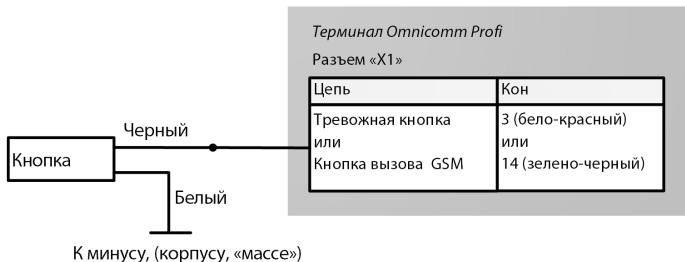 Терминал Omnicomm Profi
Разъем «X1»
Цепь
Кон
Тревожная кнопка
или
Кнопка вызова GSM
3 (бело-красный)
или
14 (зелено-черный)
Черный
Кнопка
Белый
К минусу, (корпусу, «массе»)